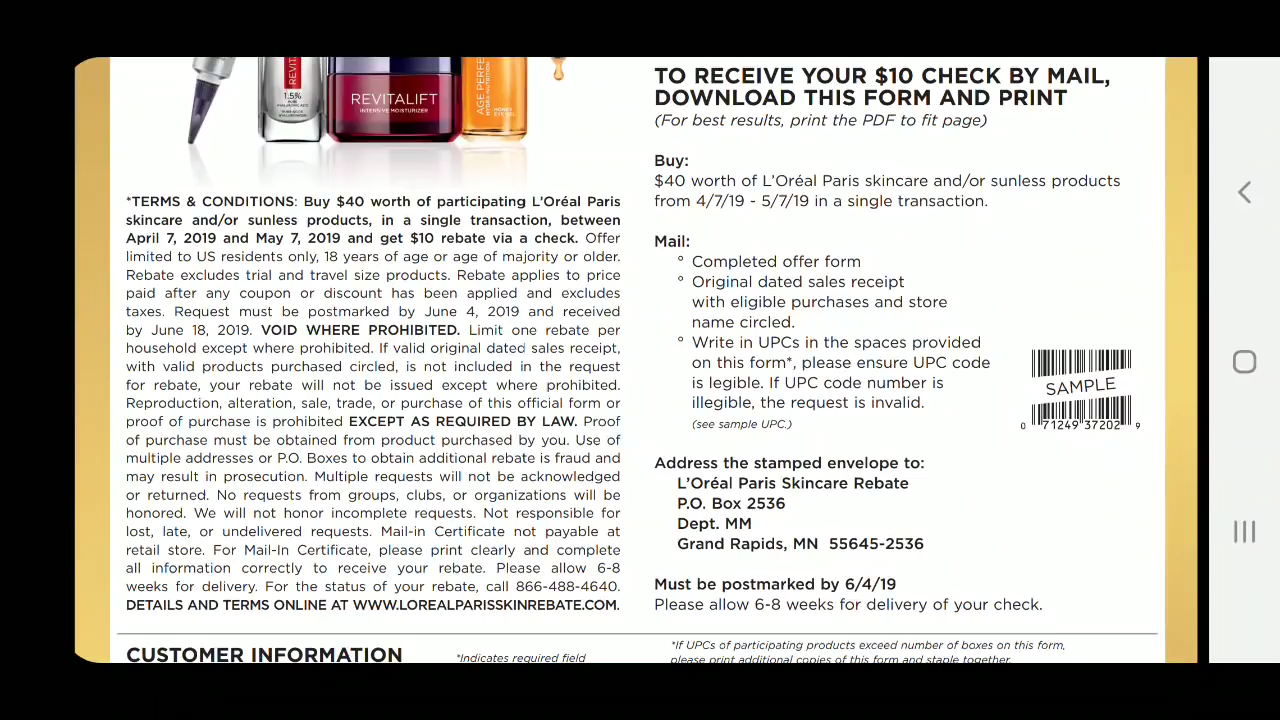 REVIT
1.5%
REVITALIFT
INTENSIVE MOISTURIZER
AGE PERFE
*TERMS & CONDITIONS: Buy $40 worth of participating L'Oréal Paris
skincare and/or sunless products, in a single transaction, between
April 7, 2019 and May 7, 2019 and get $10 rebate via a check. Offer
limited to US residents only, 18 years of age or age of majority or older.
Rebate excludes trial and travel size products. Rebate applies to price
paid after any coupon or discount has been applied and excludes
taxes. Request must be postmarked by June 4, 2019 and received
by June 18, 2019. VOID WHERE PROHIBITED. Limit one rebate per
household except where prohibited. If valid original dated sales receipt,
with valid products purchased circled, is not included in the request
for rebate, your rebate will not be issued except where prohibited.
Reproduction, alteration, sale, trade, or purchase of this official form or
proof of purchase is prohibited EXCEPT AS REQUIRED BY LAW. Proof
of purchase must be obtained from product purchased by you. Use of
multiple addresses or P.O. Boxes to obtain additional rebate is fraud and
may result in prosecution. Multiple requests will not be acknowledged
or returned. No requests from groups, clubs, or organizations will be
honored. We will not honor incomplete requests. Not responsible for
lost, late, or undelivered requests. Mail-in Certificate not payable at
retail store. For Mail-In Certificate, please print clearly and complete
all information correctly to receive your rebate. Please allow 6-8
weeks for delivery. For the status of your rebate, call 866-488-4640.
DETAILS AND TERMS ONLINE AT WWW.LOREALPARISSKINREBATE.COM.
TO RECEIVE YOUR $10 CHECK BY MAIL,
DOWNLOAD THIS FORM AND PRINT
(For best results, print the PDF to fit page)
Buy:
$40 worth of L'Oréal Paris skincare and/or sunless products
from 4/7/19 - 5/7/19 in a single transaction.
Mail:
° Completed offer form
° Original dated sales receipt
with eligible purchases and store
name circled.
° Write in UPCs in the spaces provided
on this form*, please ensure UPC code
is legible. If UPC code number is
illegible, the request is invalid.
(see sample UPC.)
SAMPLE
0 71249 37202 9
Address the stamped envelope to:
L'Oréal Paris Skincare Rebate
P.O. Box 2536
Dept. MM
Grand Rapids, MN 55645-2536
Must be postmarked by 6/4/19
Please allow 6-8 weeks for delivery of your check.
CUSTOMER INFORMATION
*Indicates required field
*If UPCs of participating products exceed number of boxes on this form,
please print additional copies of this form and staple together.